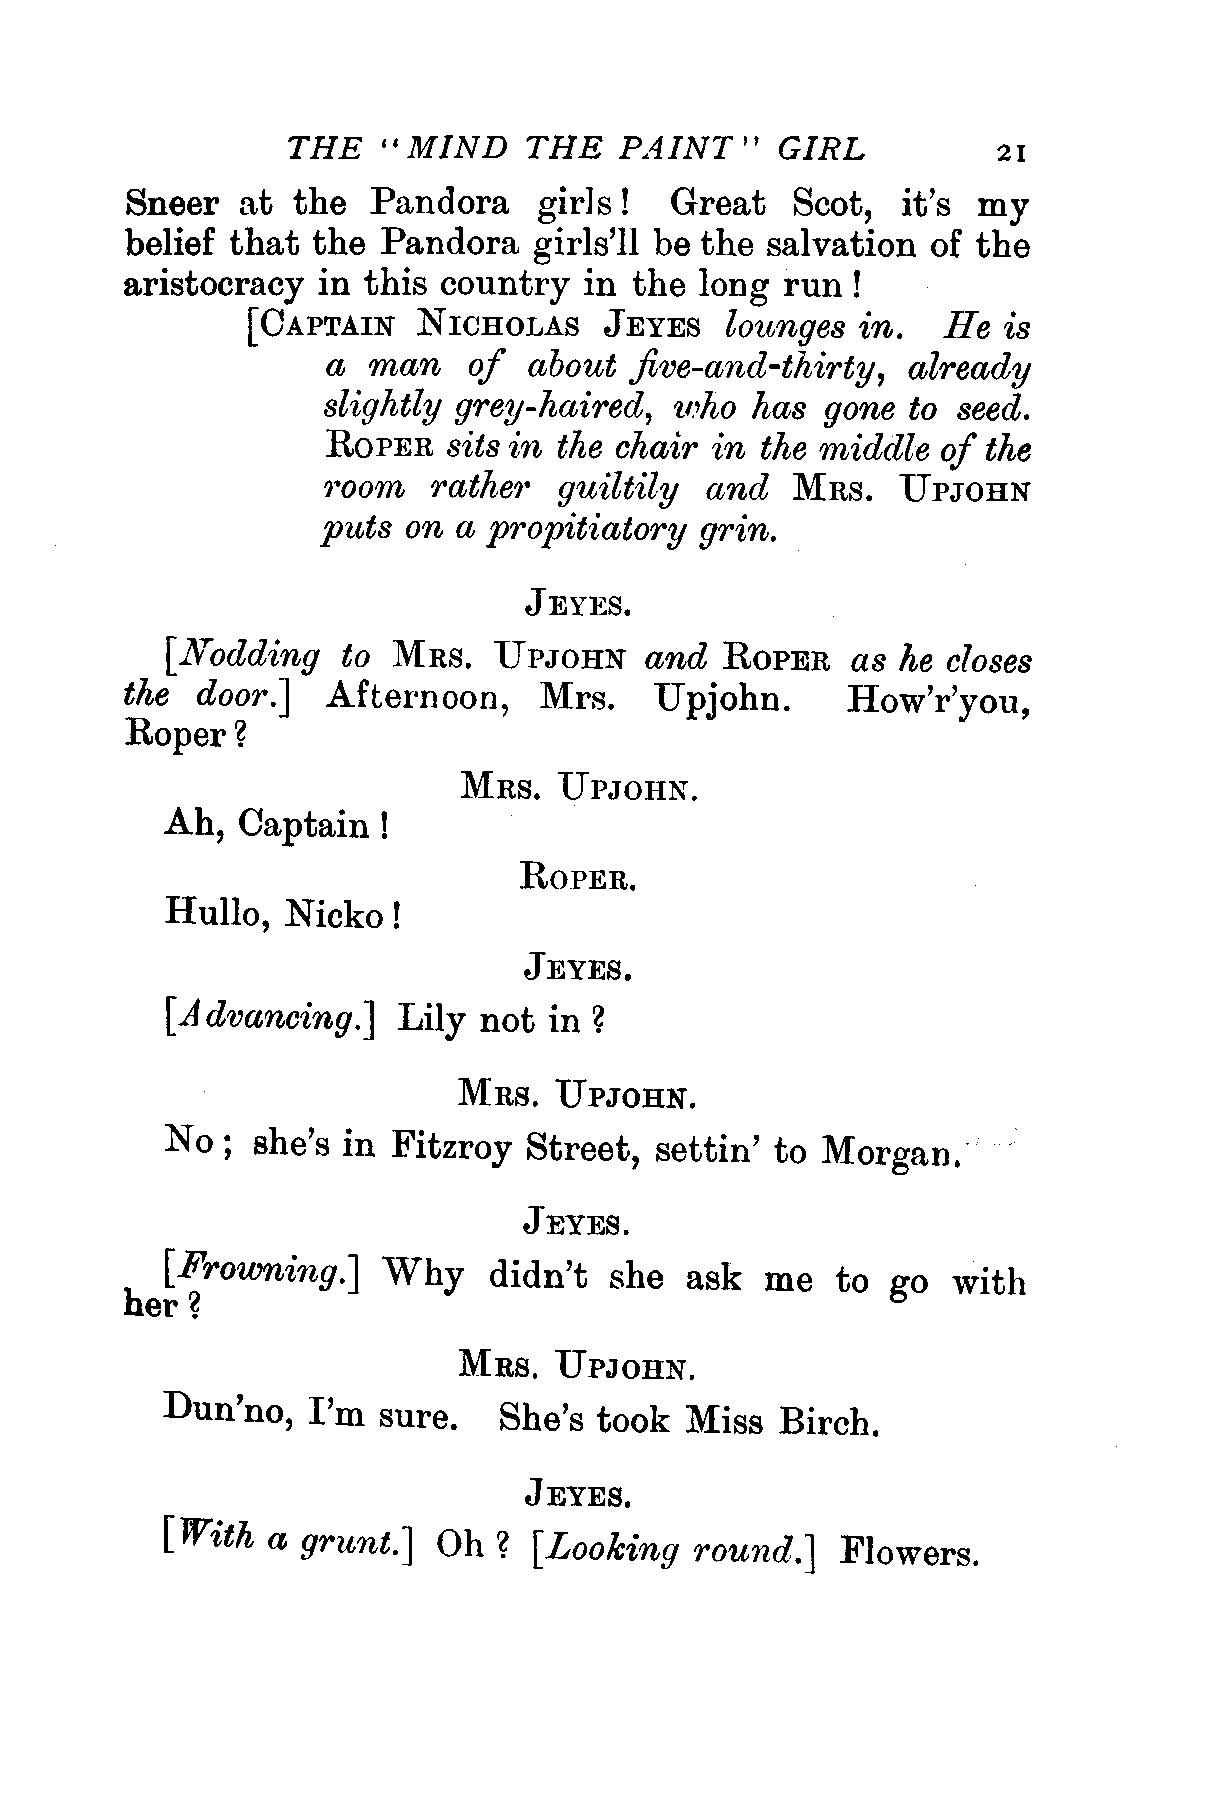 THE "MIND THE PAINT" GIRL 21
Sneer at the Pandora girls! Great Scot, it's my
belief that the Pandora girls'll be the salvation of the
aristocracy in this country in the long run!
[CAPTAIN NICHOLAS JEYES lounges in. He is
a man of about five-and-thirty, already
slightly grey-haired, who has gone to seed.
ROPER sits in the chair in the middle of the
room rather guiltily and MRS. UPJOHN
puts on a propitiatory grin.
JEYES.
[Nodding to MRS. UPJOHN and ROPER as he closes
the door.] Afternoon, Mrs. Upjohn. How'r'you,
Roper?
MRS. UPJOHN.
Ah, Captain!
ROPER.
Hullo, Nicko!
JEYES.
[Advancing.] Lily not in?
MRS. UPJOHN.
No; she's in Fitzroy Street, settin' to Morgan.
JEYES.
[Frowning.] Why didn't she ask me to go with
her?
MRS. UPJOHN.
Dun'no, I'm sure. She's took Miss Birch.
JEYES.
[With a grunt.] Oh? [Looking round.] Flowers.